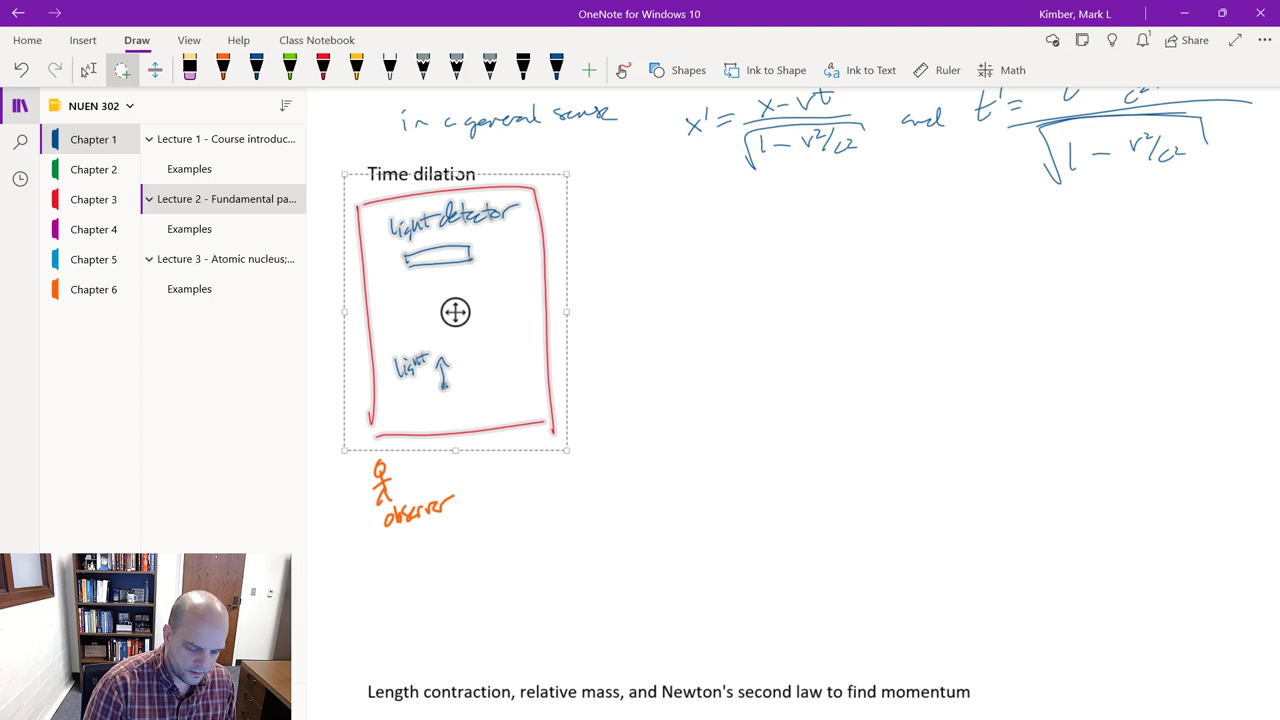 OneNote for Windows 10
Kimber, Mark L
Home Insert Draw View Help Class Notebook
Share
Shapes Ink to Shape Ink to Text Ruler Math
NUEN 302
Chapter 1
Chapter 2
Chapter 3
Chapter 4
Chapter 5
Chapter 6
Lecture 1 - Course introduc...
Examples
Lecture 2 - Fundamental pa...
Examples
Lecture 3 - Atomic nucleus;...
Examples
in a general sense x' = (x - vt) / √(1 - v²/c²) and t' = / √(1 - v²/c²)
Time dilation
light detector
light
observer
Length contraction, relative mass, and Newton's second law to find momentum